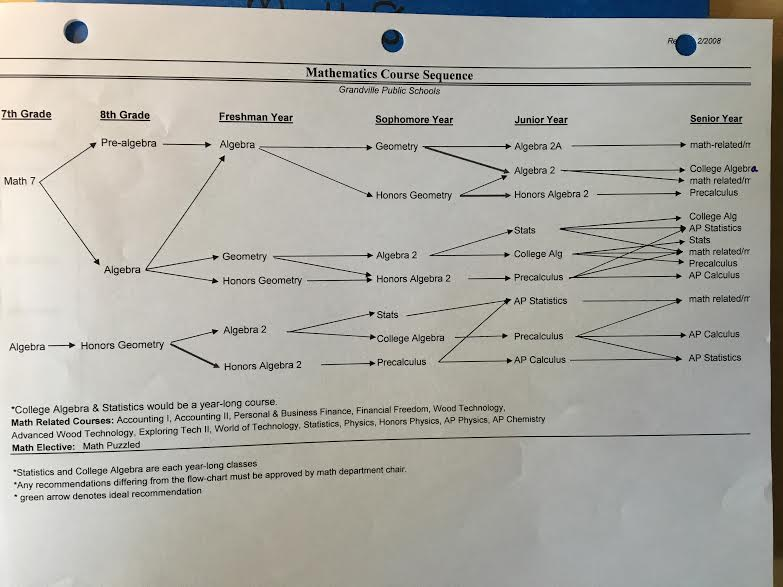 2/2008
Mathematics Course Sequence
Grandville Public Schools
7th Grade 8th Grade Freshman Year Sophomore Year Junior Year Senior Year
Pre-algebra Algebra Geometry Algebra 2A math-related/m
Math 7 Algebra 2 College Algebra
math related/m
Honors Geometry Honors Algebra 2 Precalculus
College Alg
Stats AP Statistics
Stats
Algebra Geometry Algebra 2 College Alg math related/m
Precalculus
Honors Geometry Honors Algebra 2 Precalculus AP Calculus
AP Statistics math related/m
Stats
Algebra Honors Geometry Algebra 2 College Algebra Precalculus AP Calculus
Honors Algebra 2 Precalculus AP Calculus AP Statistics
*College Algebra & Statistics would be a year-long course.
Math Related Courses: Accounting I, Accounting II, Personal & Business Finance, Financial Freedom, Wood Technology,
Advanced Wood Technology, Exploring Tech II, World of Technology, Statistics, Physics, Honors Physics, AP Physics, AP Chemistry
Math Elective: Math Puzzled
*Statistics and College Algebra are each year-long classes
*Any recommendations differing from the flow-chart must be approved by math department chair.
* green arrow denotes ideal recommendation